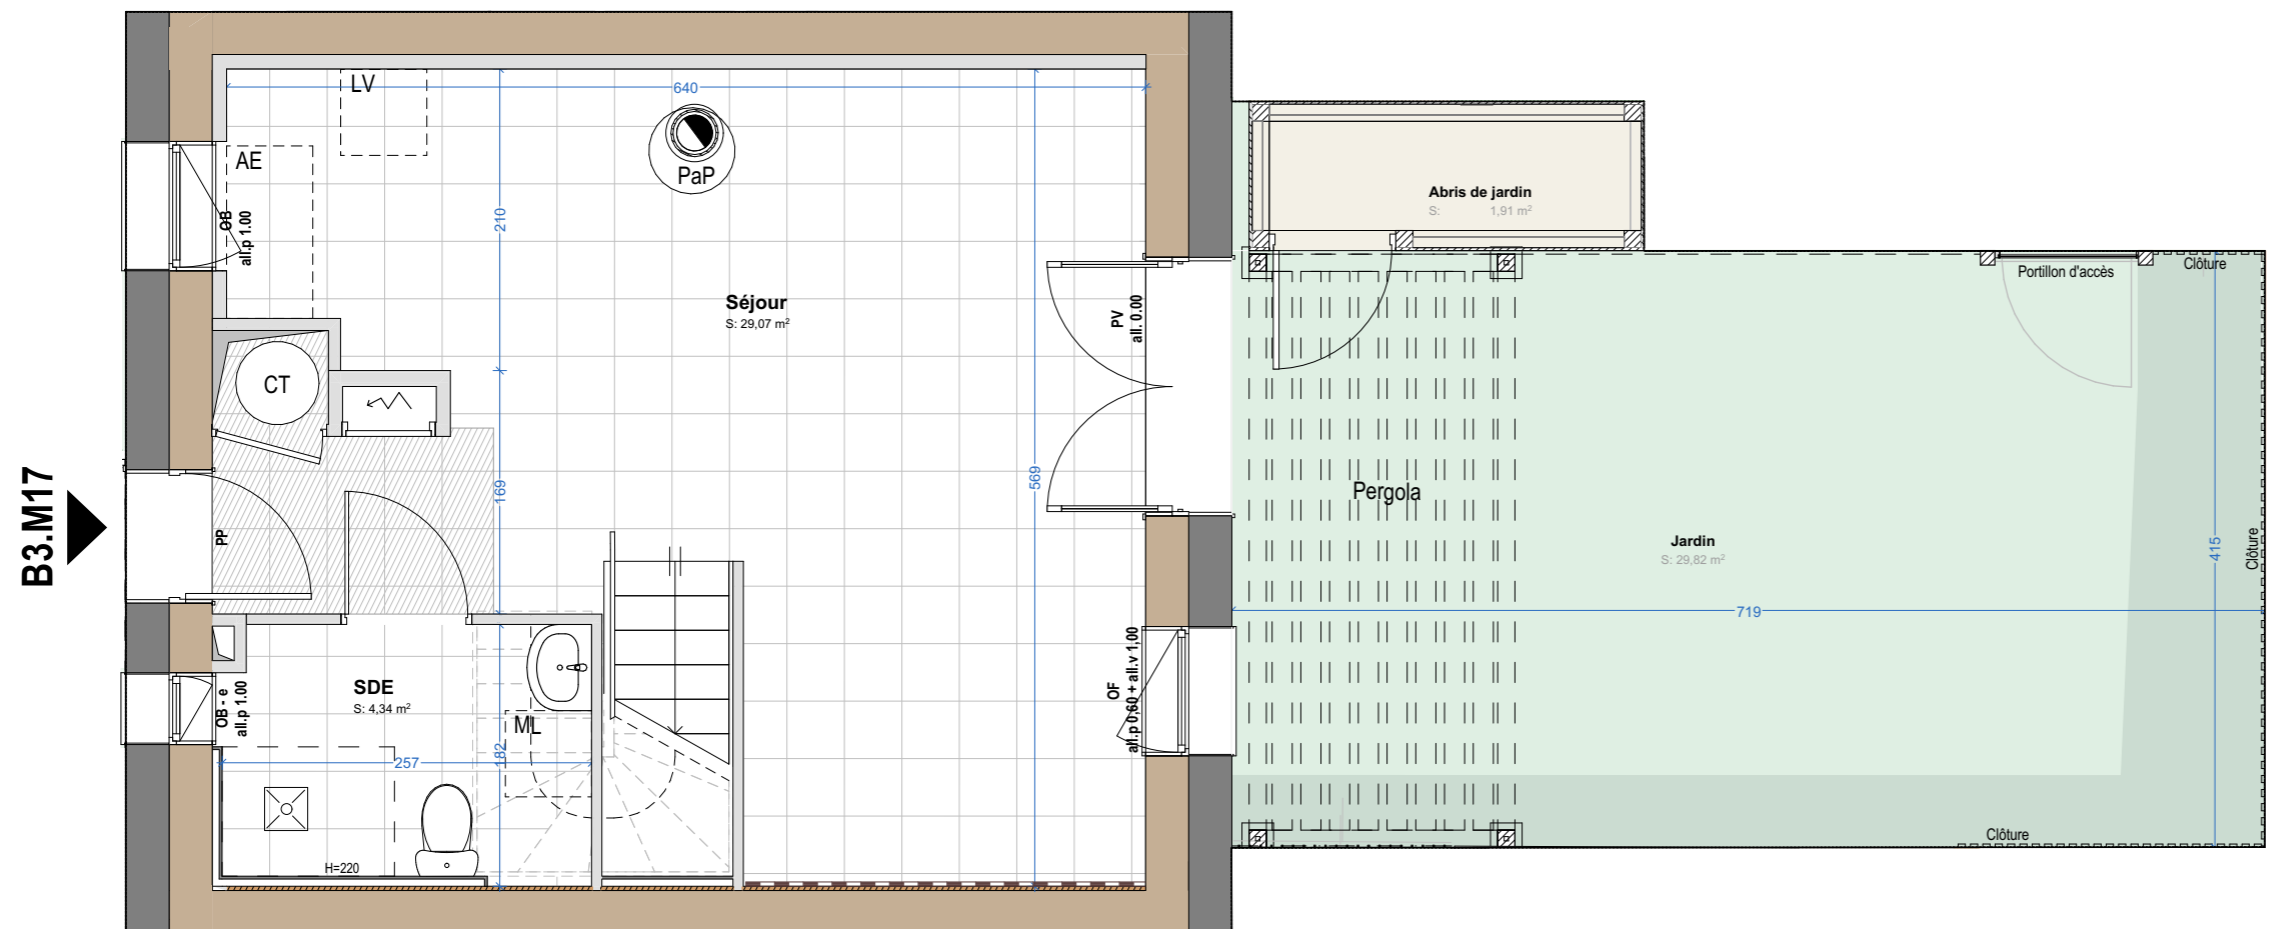 LV
640
AE
PaP
OB
all.p 1.00
210
Abris de jardin
S: 1,91 m²
Portillon d'accès
Clôture
Séjour
S: 29,07 m²
PV
all. 0.00
CT
B3.M17
PP
169
569
Pergola
Jardin
S: 29,82 m²
415
Clôture
719
SDE
S: 4,34 m²
OB - e
all.p 1.00
ML
OF
all.p 0,60 + all.v 1,00
257
182
H=220
Clôture